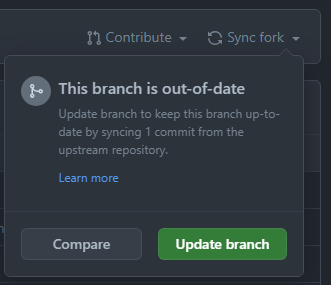 Contribute Sync fork
This branch is out-of-date
Update branch to keep this branch up-to-
date by syncing 1 commit from the
upstream repository.
Learn more
Compare Update branch